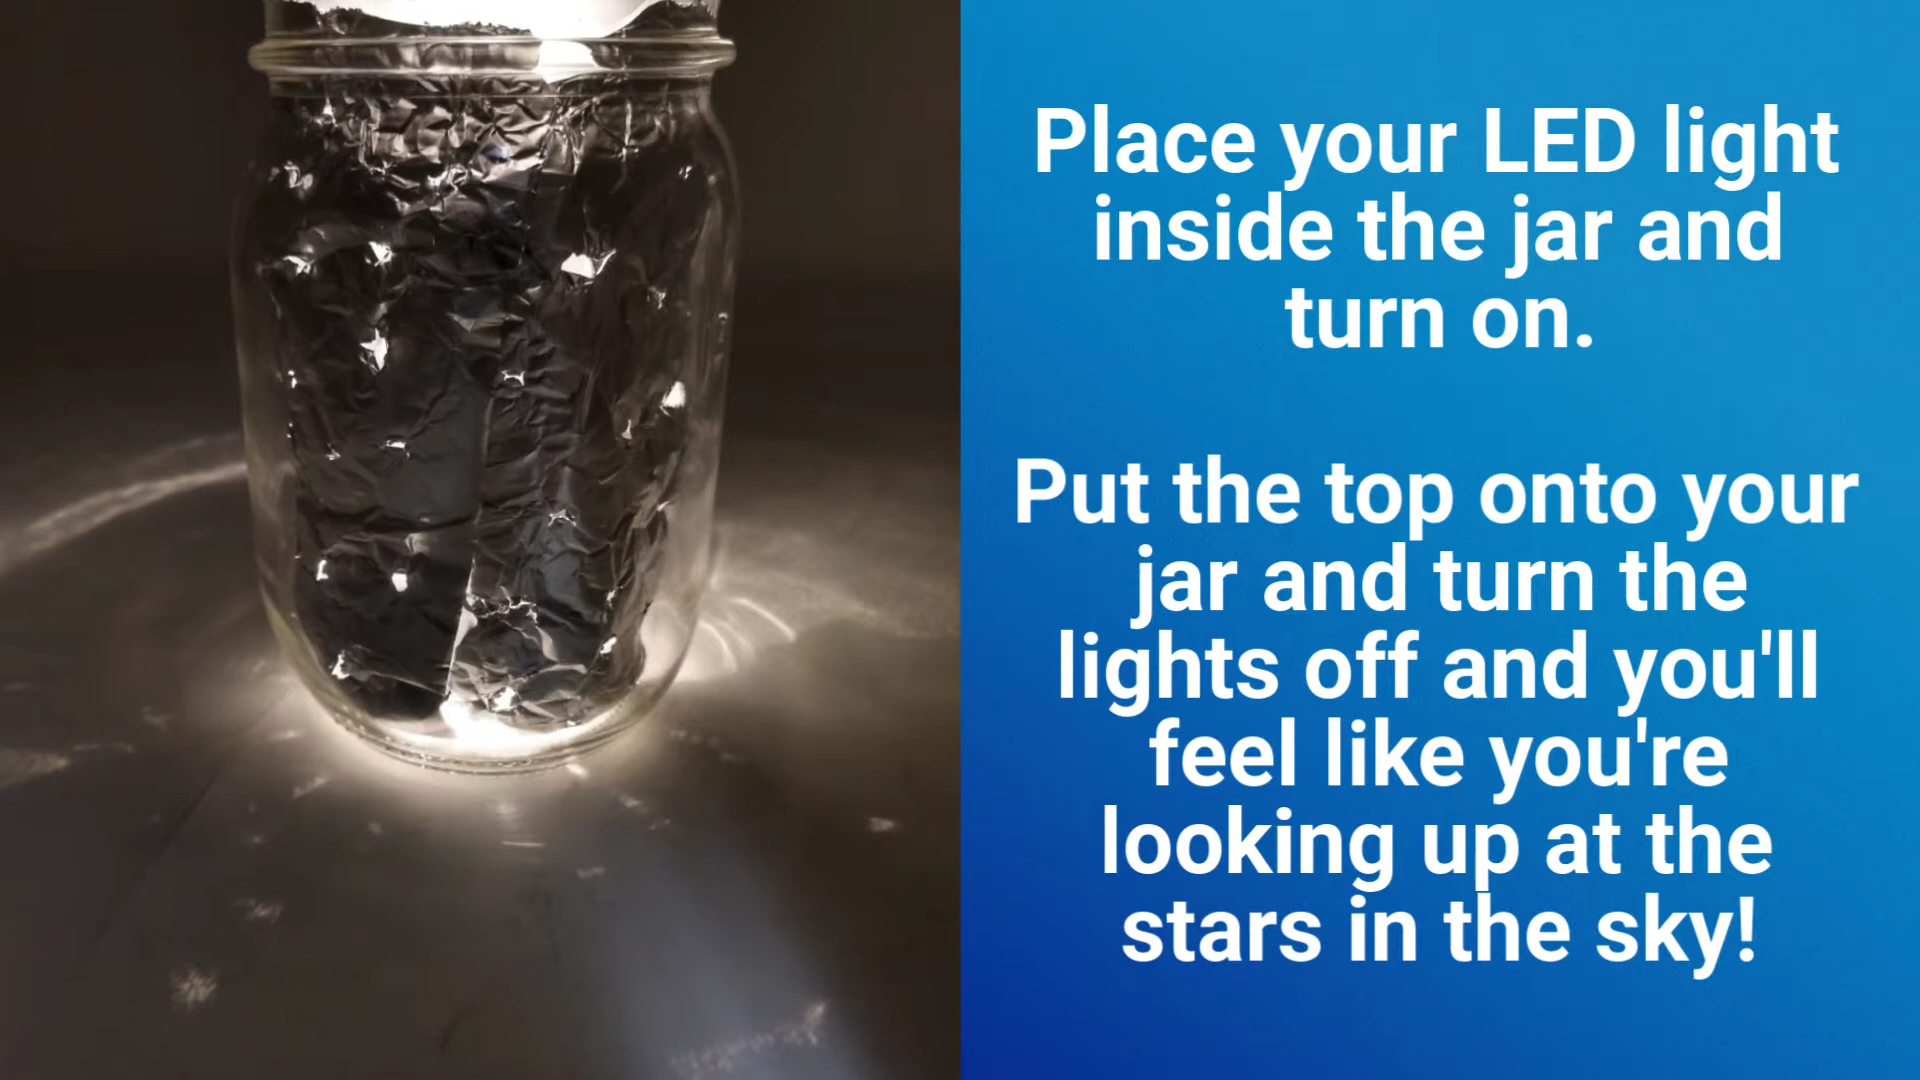 Place your LED light
inside the jar and
turn on.
Put the top onto your
jar and turn the
lights off and you'll
feel like you're
looking up at the
stars in the sky!